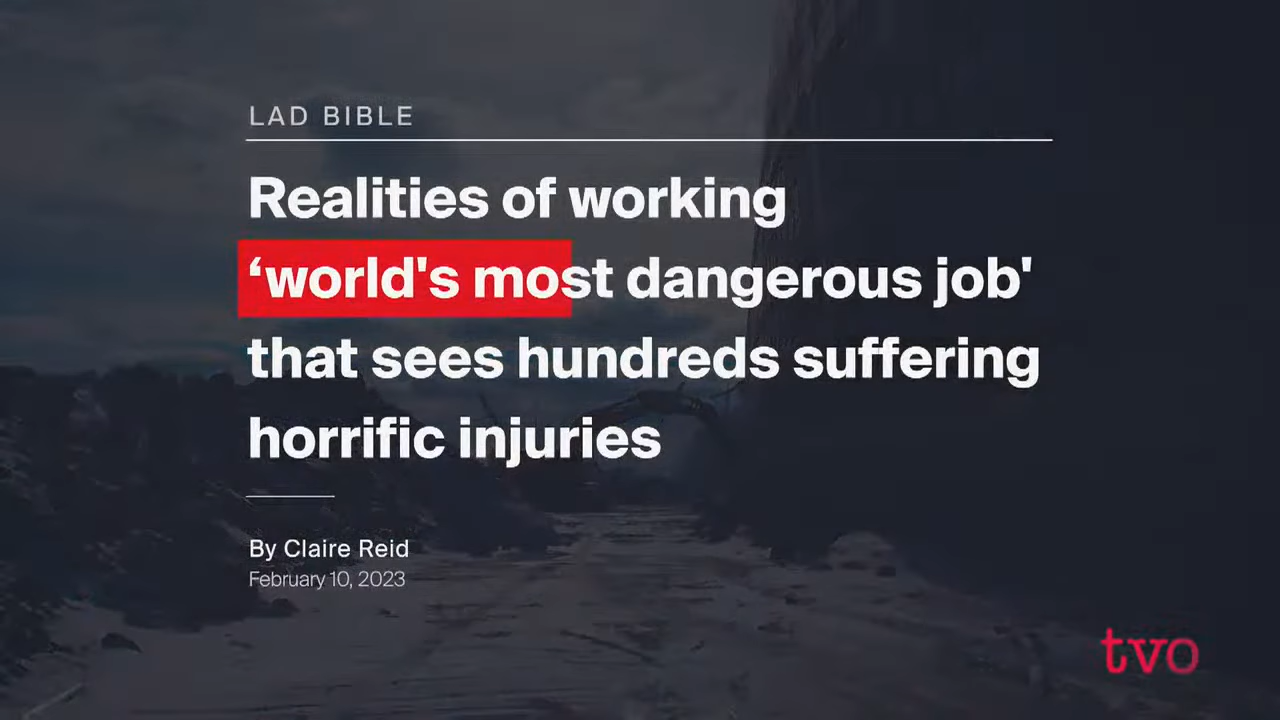 LAD BIBLE
Realities of working
‘world's most dangerous job'
that sees hundreds suffering
horrific injuries
By Claire Reid
February 10, 2023
tvo